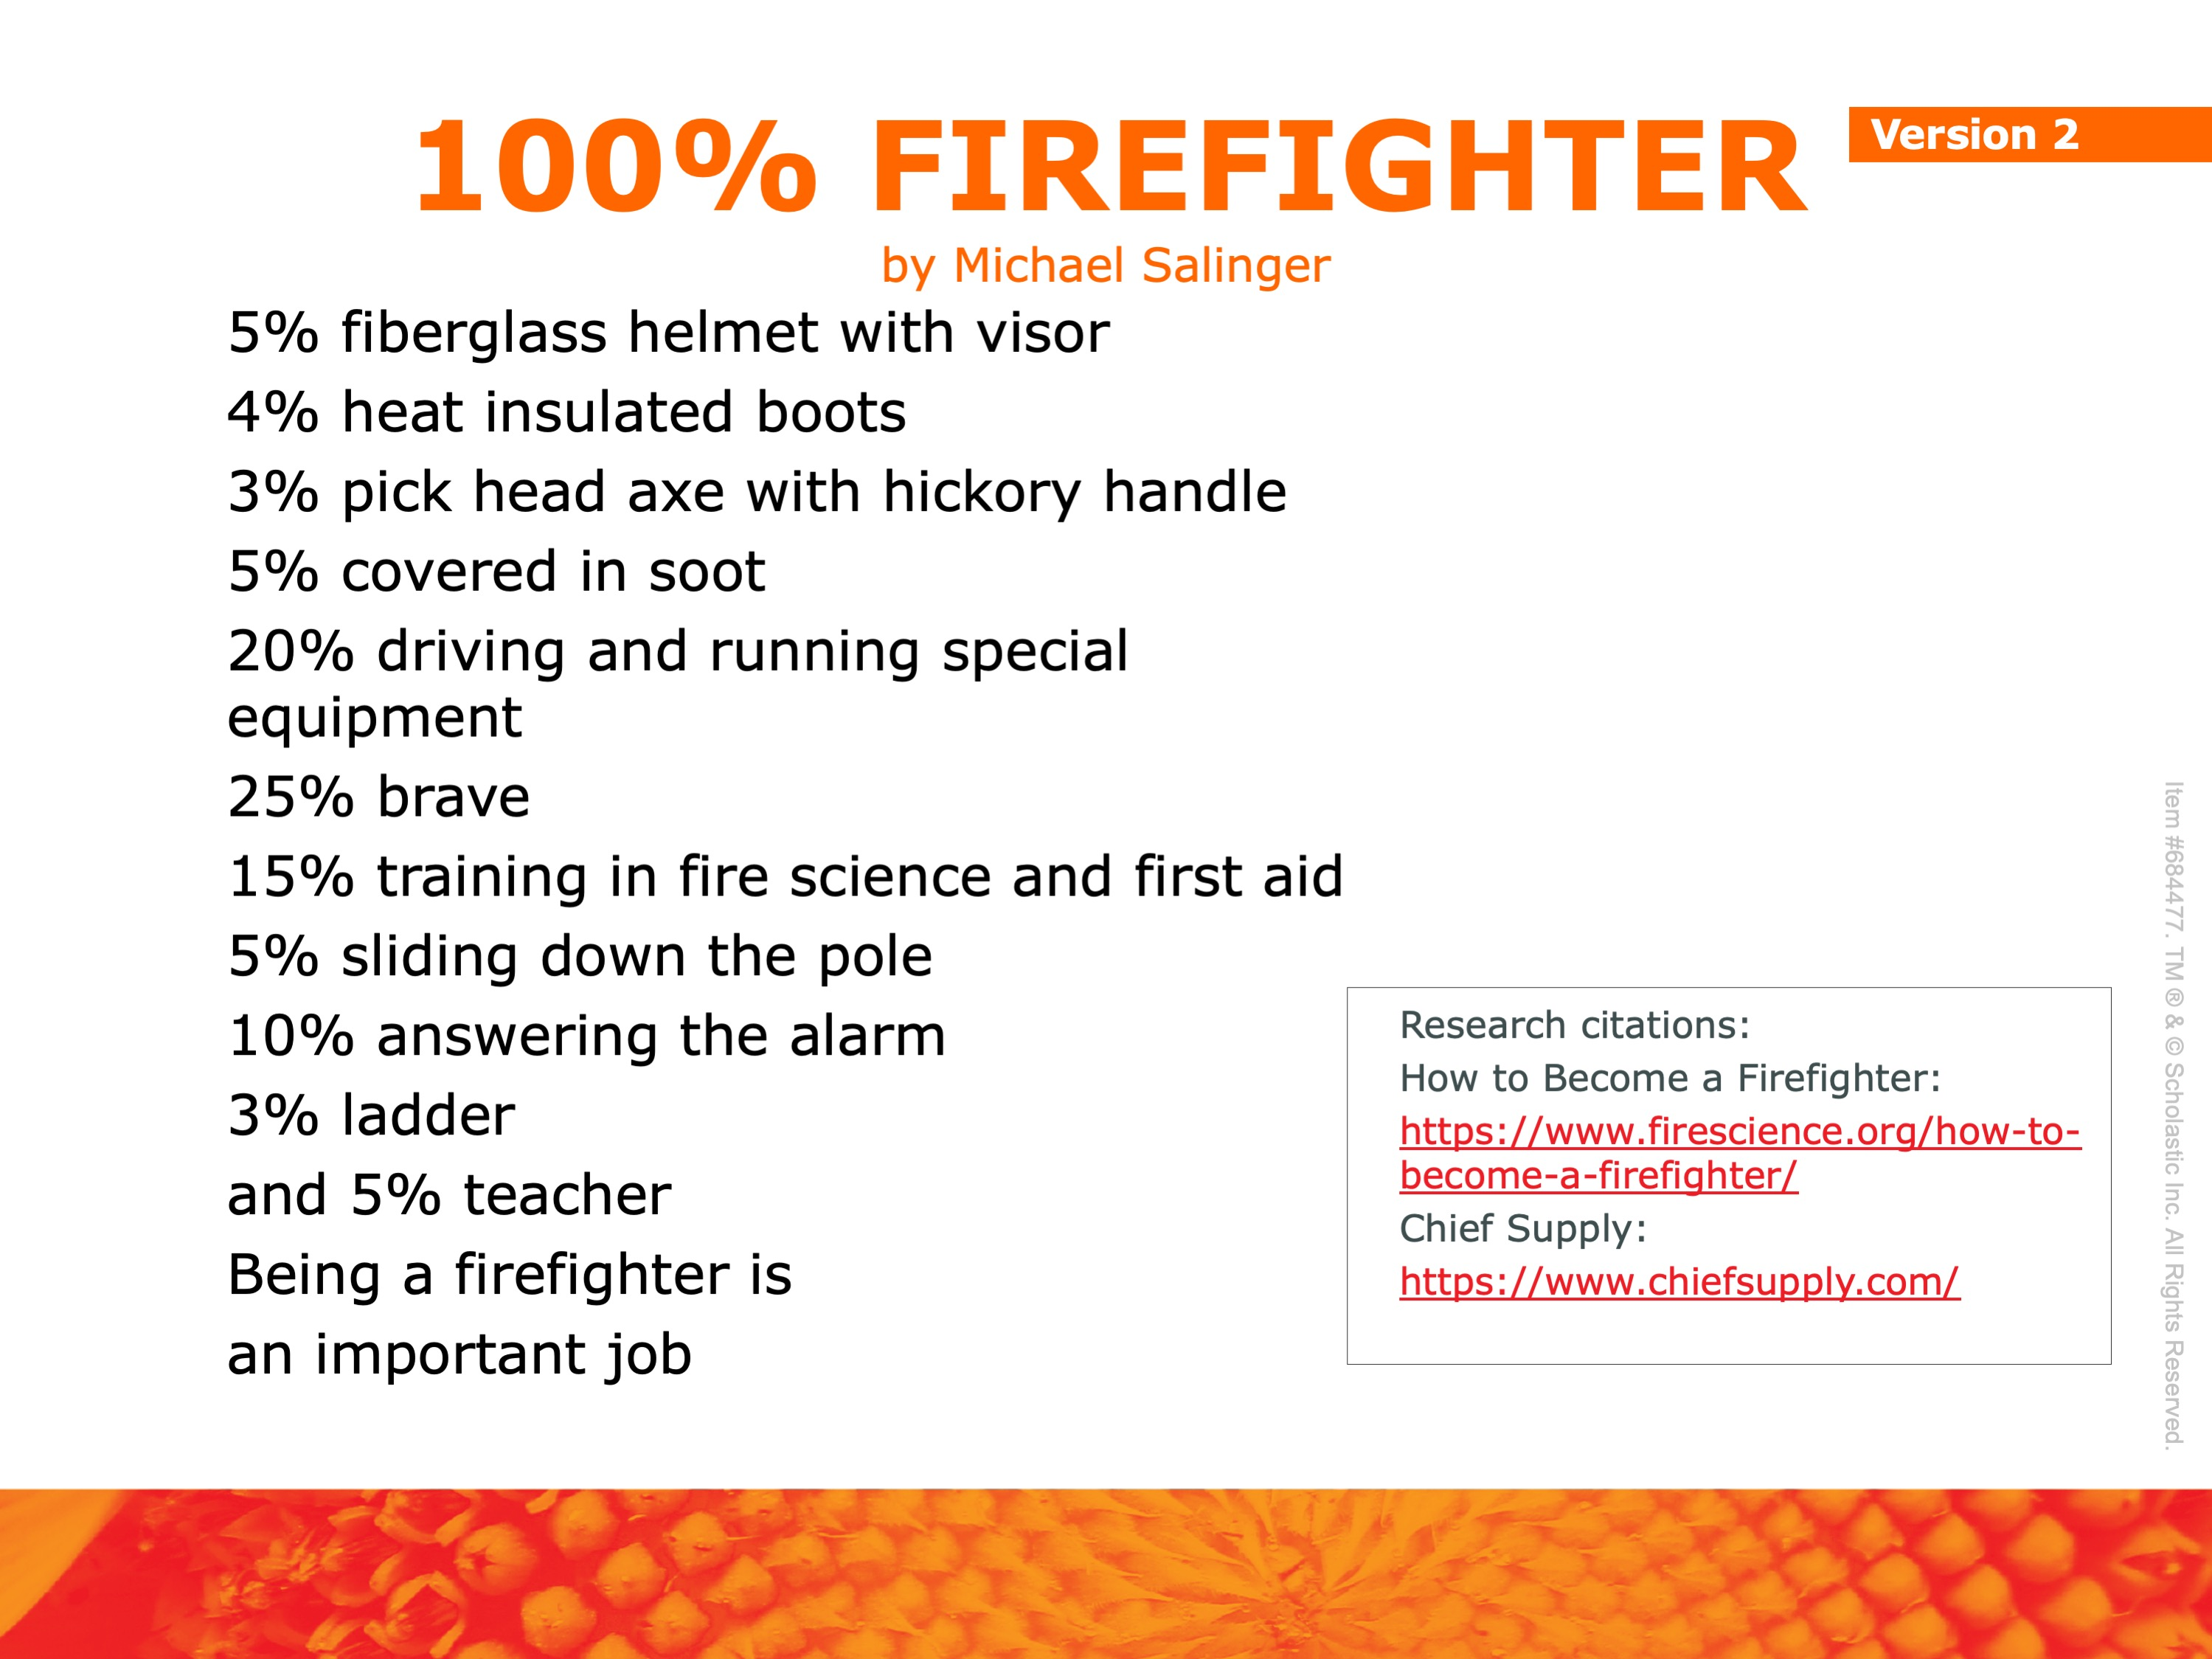 100% FIREFIGHTER
Version 2
by Michael Salinger
5% fiberglass helmet with visor
4% heat insulated boots
3% pick head axe with hickory handle
5% covered in soot
20% driving and running special
equipment
25% brave
15% training in fire science and first aid
5% sliding down the pole
10% answering the alarm
3% ladder
and 5% teacher
Being a firefighter is
an important job
Research citations:
How to Become a Firefighter:
https://www.firescience.org/how-to-
become-a-firefighter/
Chief Supply:
https://www.chiefsupply.com/
Item #684477. TM ® & © Scholastic Inc. All Rights Reserved.